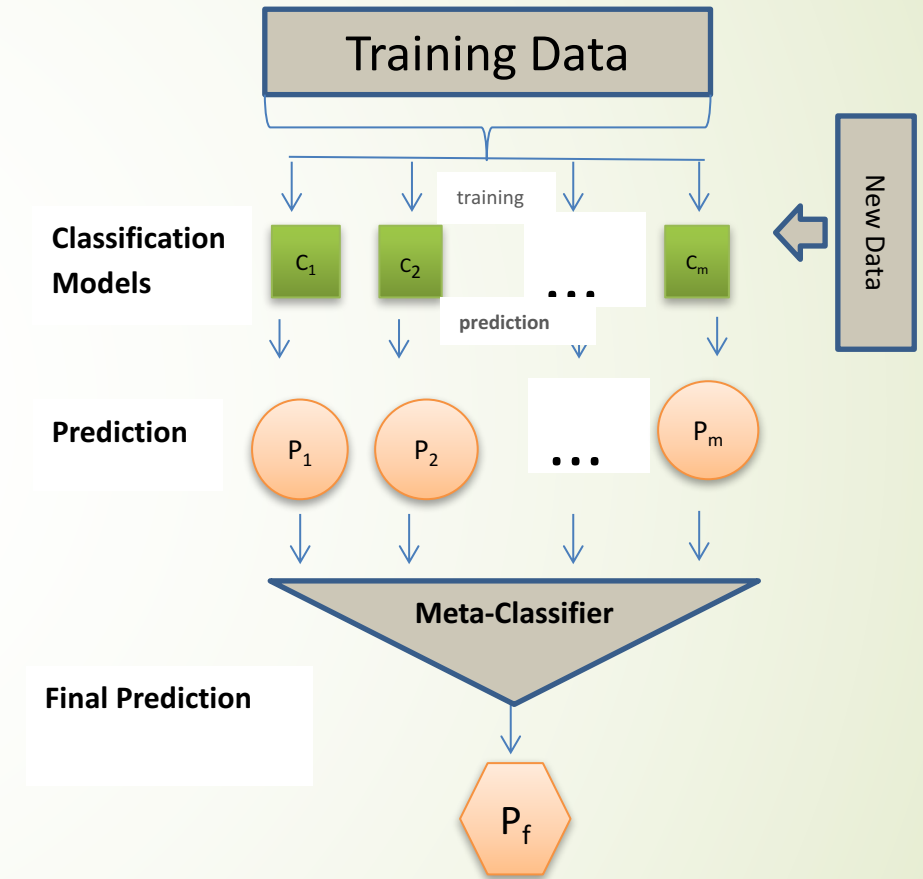 Training Data
training
New Data
Classification
Models
C₁
C₂
...
Cₘ
prediction
Prediction
P₁
P₂
...
Pₘ
Meta-Classifier
Final Prediction
P_f